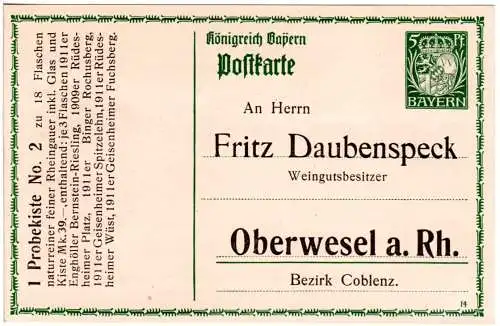 1 Probekiste No. 2 zu 18 Flaschen
naturreiner feiner Rheingauer inkl. Glas und
Kiste Mk. 39.—, enthaltend: je 3 Flaschen 1911er
Enghöller Bernstein-Riesling, 1909er Rüdes-
heimer Platz, 1911er Binger Rochusberg,
1911er Geisenheimer Spitzelehn, 1911er Rüdes-
heimer Wüst, 1911er Geisenheimer Fuchsberg.
Königreich Bayern
Postkarte
5 PF.
BAYERN
An Herrn
Fritz Daubenspeck
Weingutsbesitzer
Oberwesel a. Rh.
Bezirk Coblenz.
14